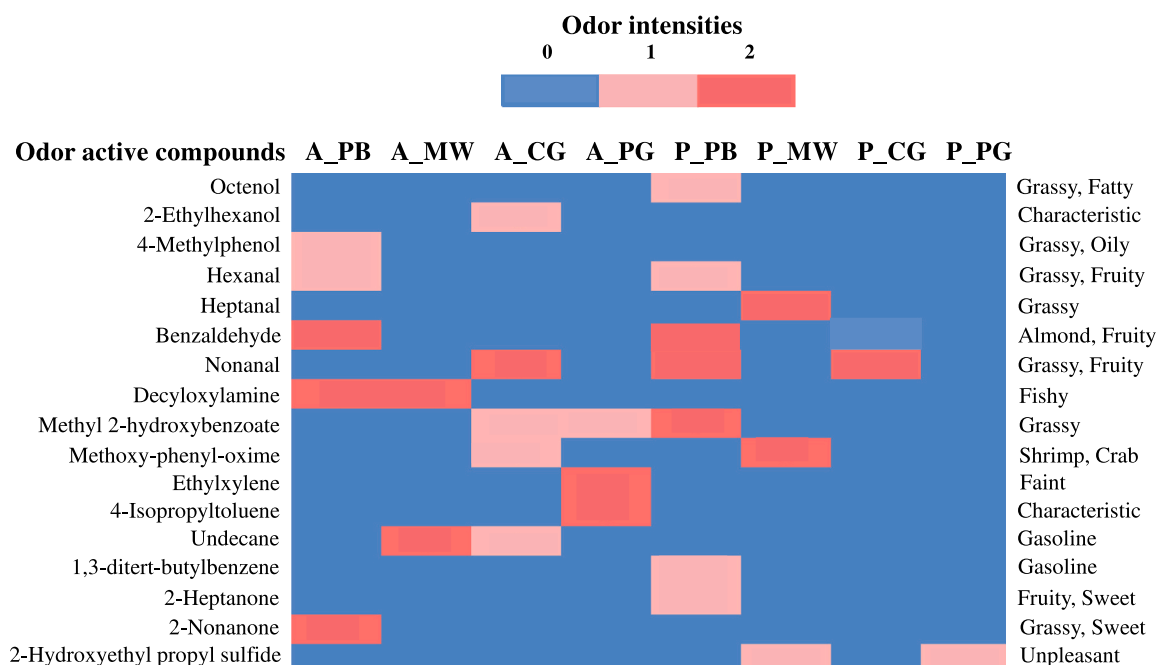 Odor intensities
0 1 2
Odor active compounds A_PB A_MW A_CG A_PG P_PB P_MW P_CG P_PG
Octenol Grassy, Fatty
2-Ethylhexanol Characteristic
4-Methylphenol Grassy, Oily
Hexanal Grassy, Fruity
Heptanal Grassy
Benzaldehyde Almond, Fruity
Nonanal Grassy, Fruity
Decyloxylamine Fishy
Methyl 2-hydroxybenzoate Grassy
Methoxy-phenyl-oxime Shrimp, Crab
Ethylxylene Faint
4-Isopropyltoluene Characteristic
Undecane Gasoline
1,3-ditert-butylbenzene Gasoline
2-Heptanone Fruity, Sweet
2-Nonanone Grassy, Sweet
2-Hydroxyethyl propyl sulfide Unpleasant